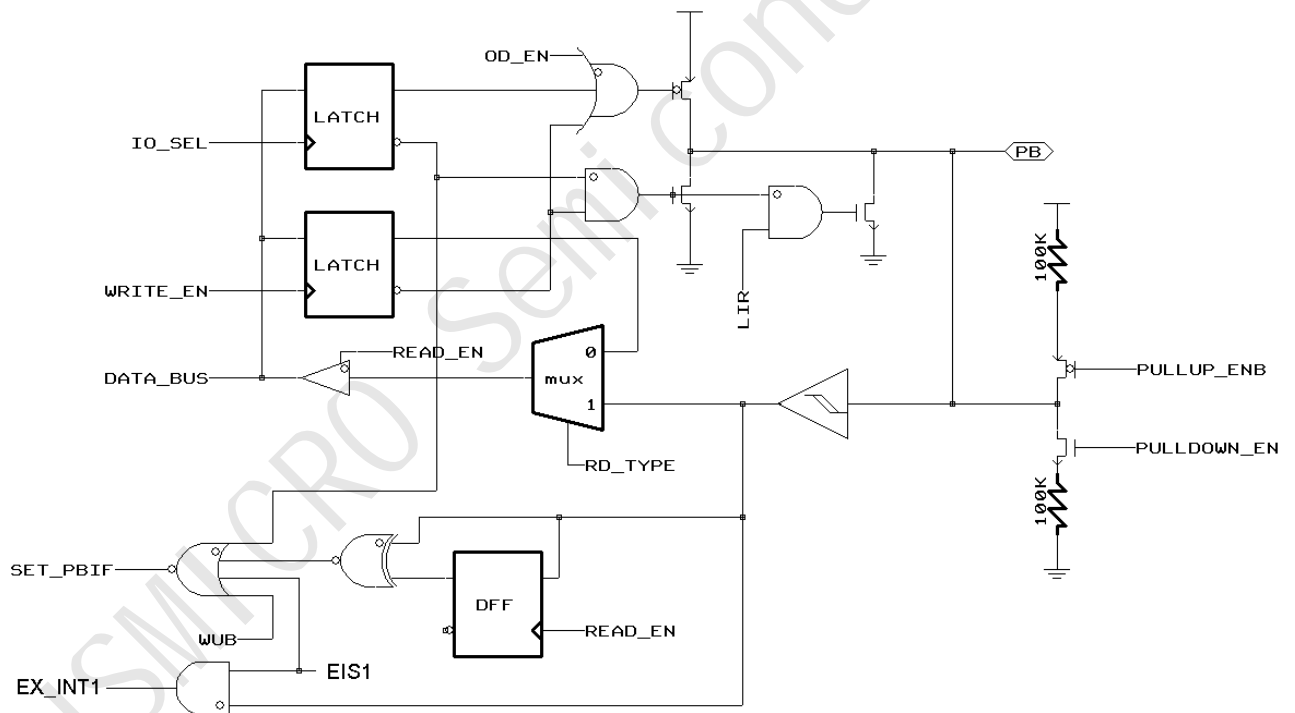 OD_EN
LATCH
IO_SEL
PB
LATCH
100K
WRITE_EN
LIR
READ_EN
0
DATA_BUS
mux
PULLUP_ENB
1
PULLDOWN_EN
RD_TYPE
100K
SET_PBIF
DFF
READ_EN
WUB
EIS1
EX_INT1